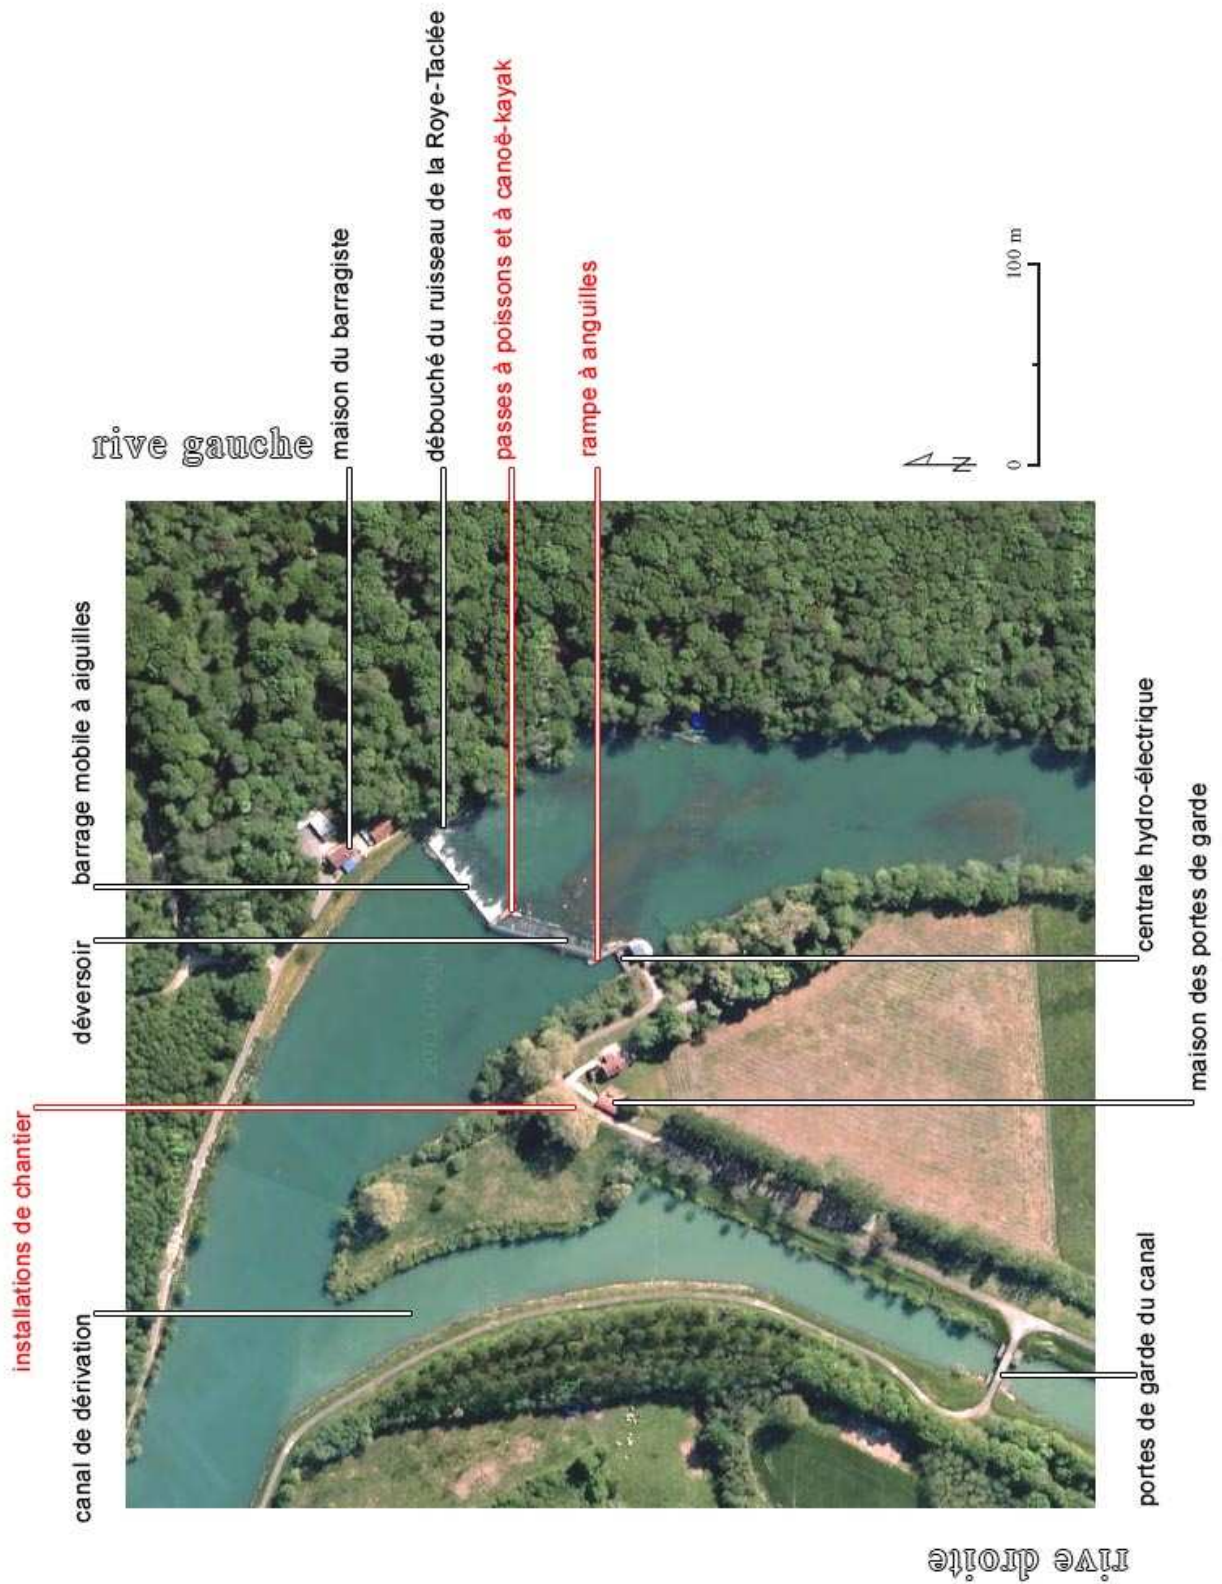 installations de chantier
canal de dérivation
déversoir
barrage mobile à aiguilles
rive gauche
maison du barragiste
débouché du ruisseau de la Roye-Taclée
passes à poissons et à canoë-kayak
rampe à anguilles
0
100 m
N
centrale hydro-électrique
maison des portes de garde
portes de garde du canal
rive droite